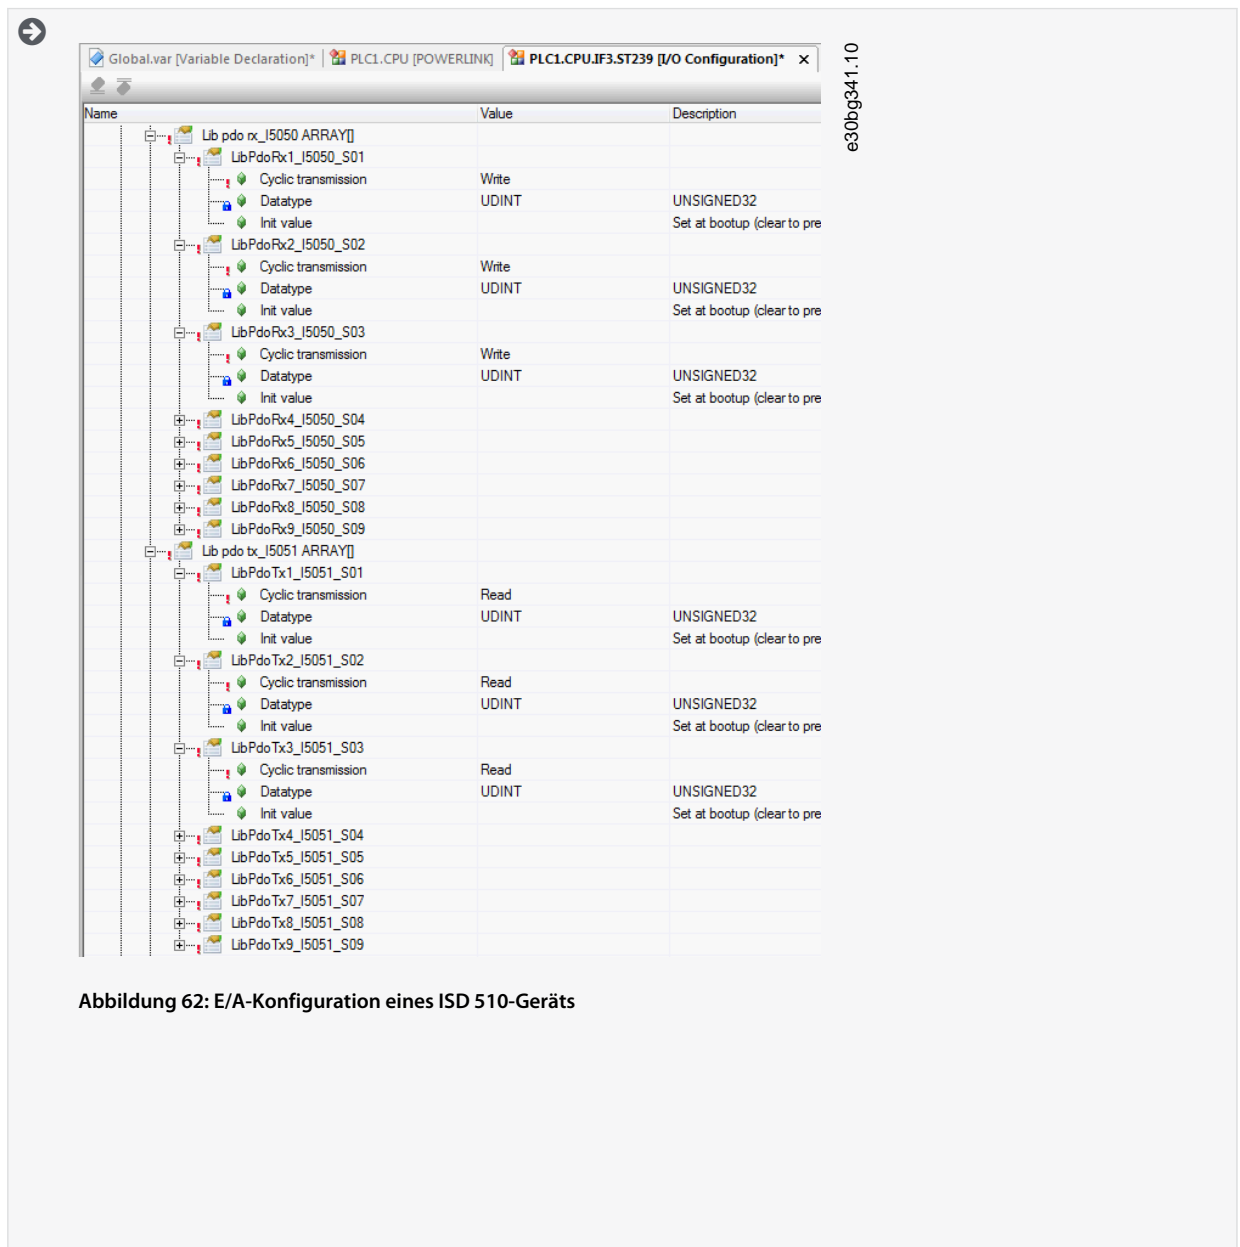 Global.var [Variable Declaration]* PLC1.CPU [POWERLINK] PLC1.CPU.IF3.ST239 [I/O Configuration]* x
e30bg341.10
Name Value Description
Lib pdo rx_I5050 ARRAY[]
LibPdoRx1_I5050_S01
Cyclic transmission Write
Datatype UDINT UNSIGNED32
Init value Set at bootup (clear to pre
LibPdoRx2_I5050_S02
Cyclic transmission Write
Datatype UDINT UNSIGNED32
Init value Set at bootup (clear to pre
LibPdoRx3_I5050_S03
Cyclic transmission Write
Datatype UDINT UNSIGNED32
Init value Set at bootup (clear to pre
LibPdoRx4_I5050_S04
LibPdoRx5_I5050_S05
LibPdoRx6_I5050_S06
LibPdoRx7_I5050_S07
LibPdoRx8_I5050_S08
LibPdoRx9_I5050_S09
Lib pdo tx_I5051 ARRAY[]
LibPdoTx1_I5051_S01
Cyclic transmission Read
Datatype UDINT UNSIGNED32
Init value Set at bootup (clear to pre
LibPdoTx2_I5051_S02
Cyclic transmission Read
Datatype UDINT UNSIGNED32
Init value Set at bootup (clear to pre
LibPdoTx3_I5051_S03
Cyclic transmission Read
Datatype UDINT UNSIGNED32
Init value Set at bootup (clear to pre
LibPdoTx4_I5051_S04
LibPdoTx5_I5051_S05
LibPdoTx6_I5051_S06
LibPdoTx7_I5051_S07
LibPdoTx8_I5051_S08
LibPdoTx9_I5051_S09
Abbildung 62: E/A-Konfiguration eines ISD 510-Geräts